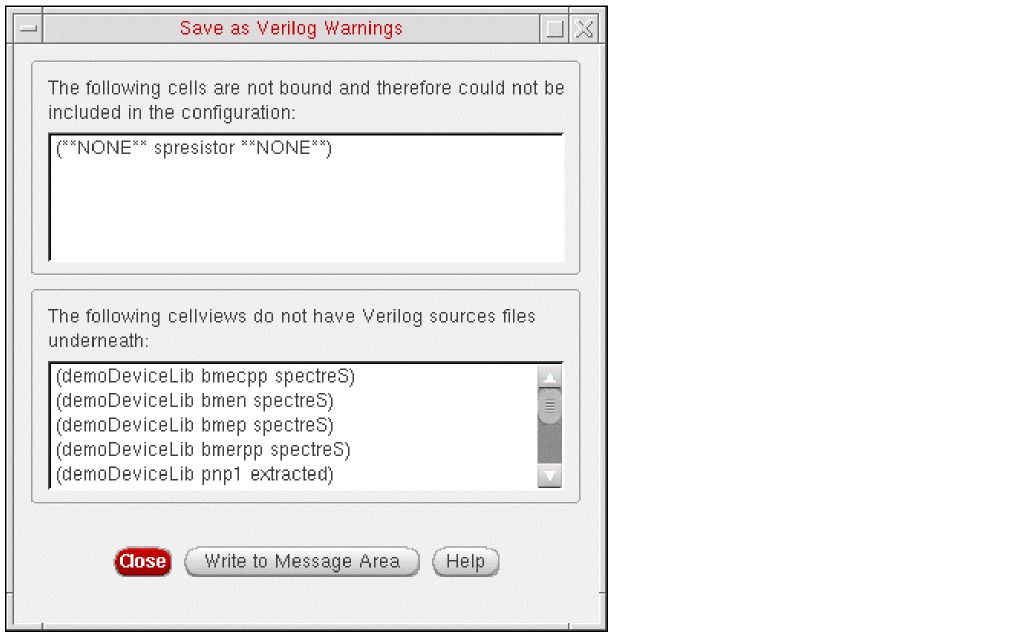 Save as Verilog Warnings
The following cells are not bound and therefore could not be
included in the configuration:
(**NONE** spresistor **NONE**)
The following cellviews do not have Verilog sources files
underneath:
(demoDeviceLib bmecpp spectreS)
(demoDeviceLib bmen spectreS)
(demoDeviceLib bmep spectreS)
(demoDeviceLib bmerpp spectreS)
(demoDeviceLib pnp1 extracted)
Close Write to Message Area Help